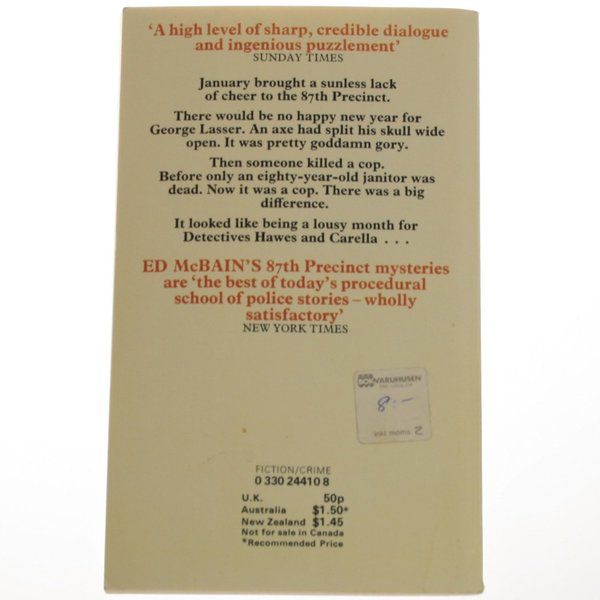 ‘A high level of sharp, credible dialogue
and ingenious puzzlement’
SUNDAY TIMES
January brought a sunless lack
of cheer to the 87th Precinct.
There would be no happy new year for
George Lasser. An axe had split his skull wide
open. It was pretty goddamn gory.
Then someone killed a cop.
Before only an eighty-year-old janitor was
dead. Now it was a cop. There was a big
difference.
It looked like being a lousy month for
Detectives Hawes and Carella . . .
ED McBAIN’S 87th Precinct mysteries
are ‘the best of today’s procedural
school of police stories – wholly
satisfactory’
NEW YORK TIMES
VARUHUSEN
8:-
inkl moms 2
FICTION/CRIME
0 330 24410 8
U.K. 50p
Australia $1.50*
New Zealand $1.45
Not for sale in Canada
*Recommended Price